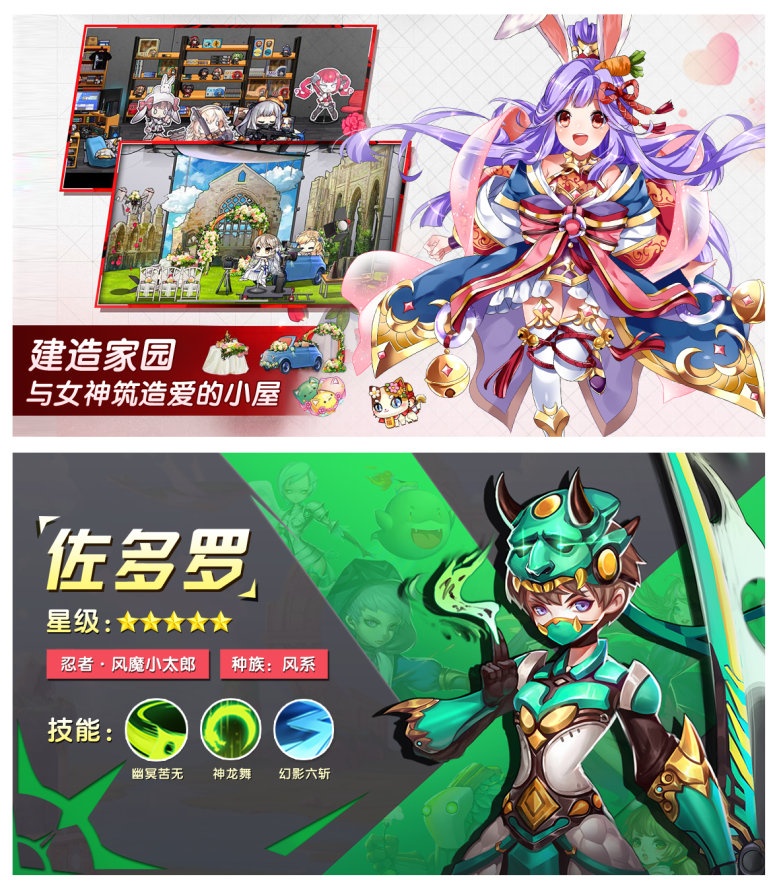 建造家园
与女神筑造爱的小屋
佐多罗
星级:
忍者·风魔小太郎 种族:风系
技能:
幽冥苦无 神龙舞 幻影六斩